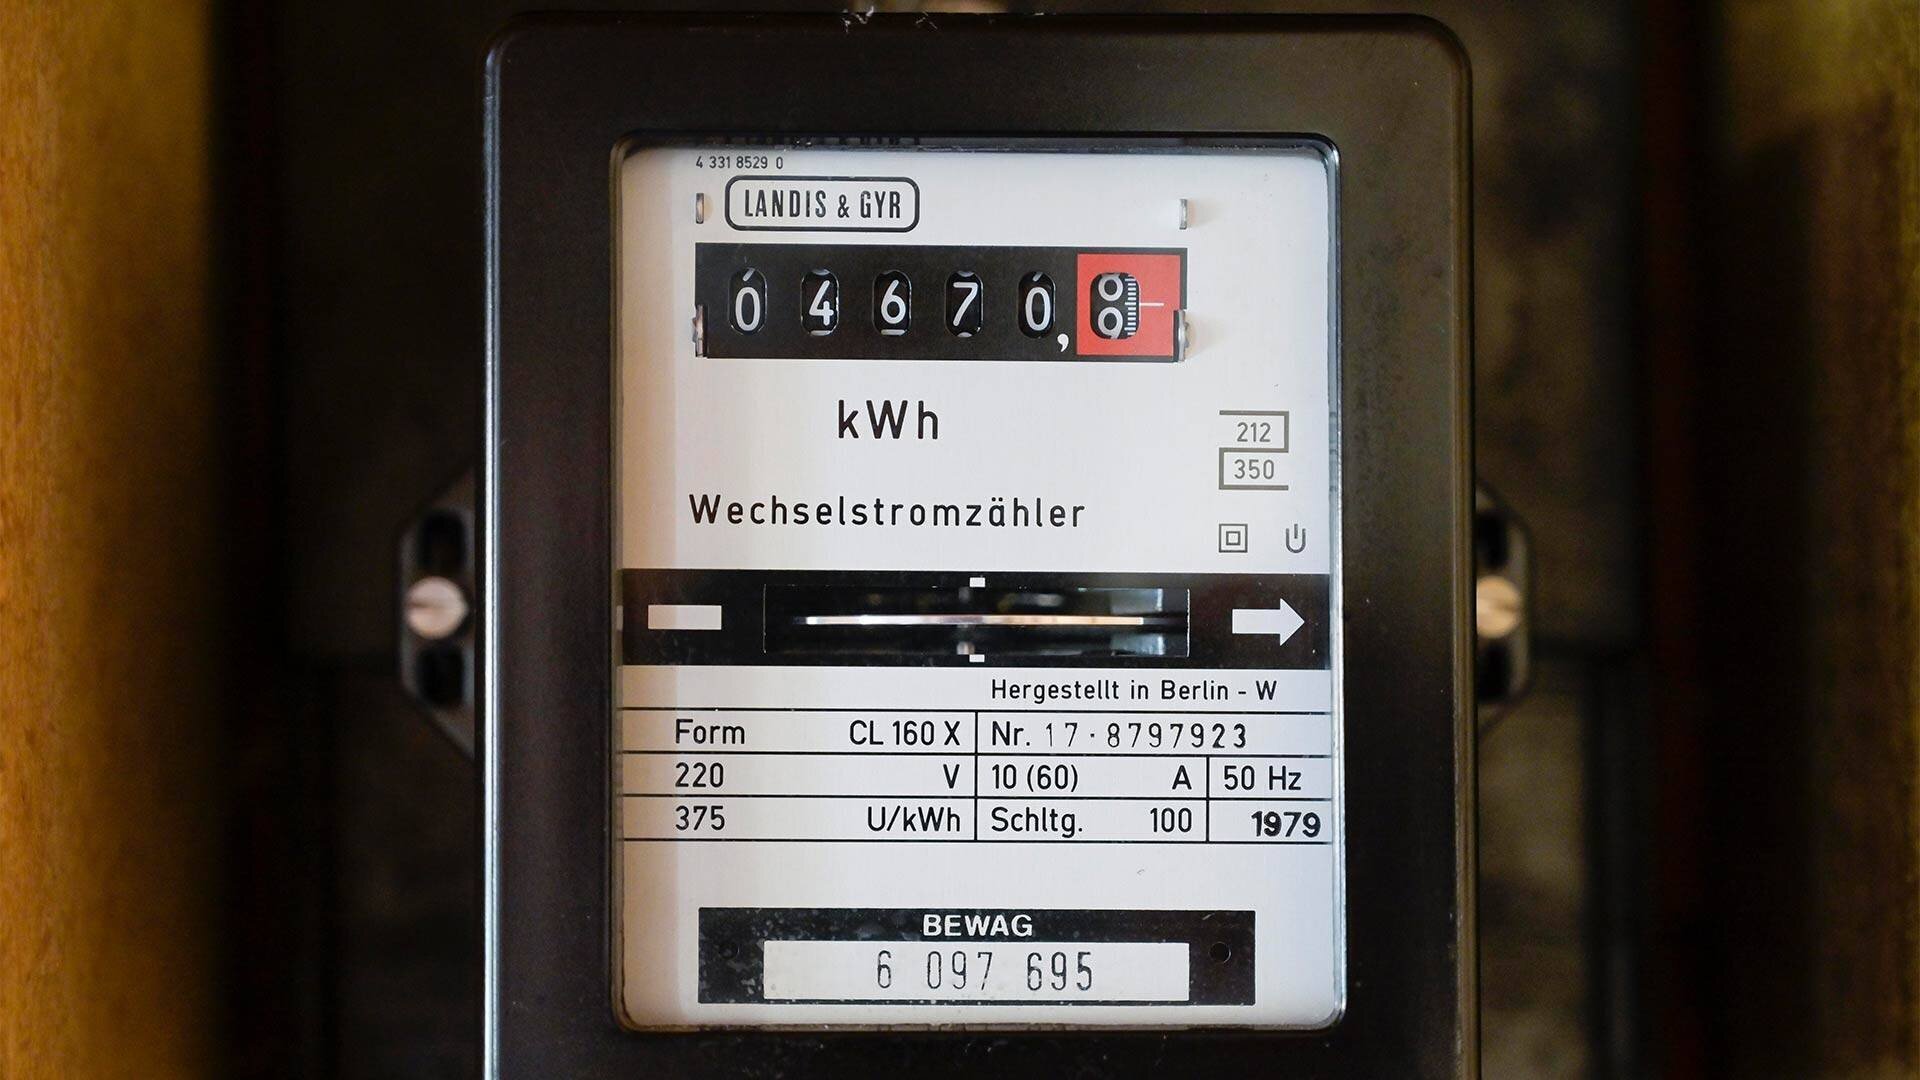 4 331 8529 0
LANDIS & GYR
04670,8
kWh
212
350
Wechselstromzähler
Hergestellt in Berlin - W
Form CL 160 X Nr. 17·8797923
220 V 10 (60) A 50 Hz
375 U/kWh Schltg. 100 1979
BEWAG
6 097 695